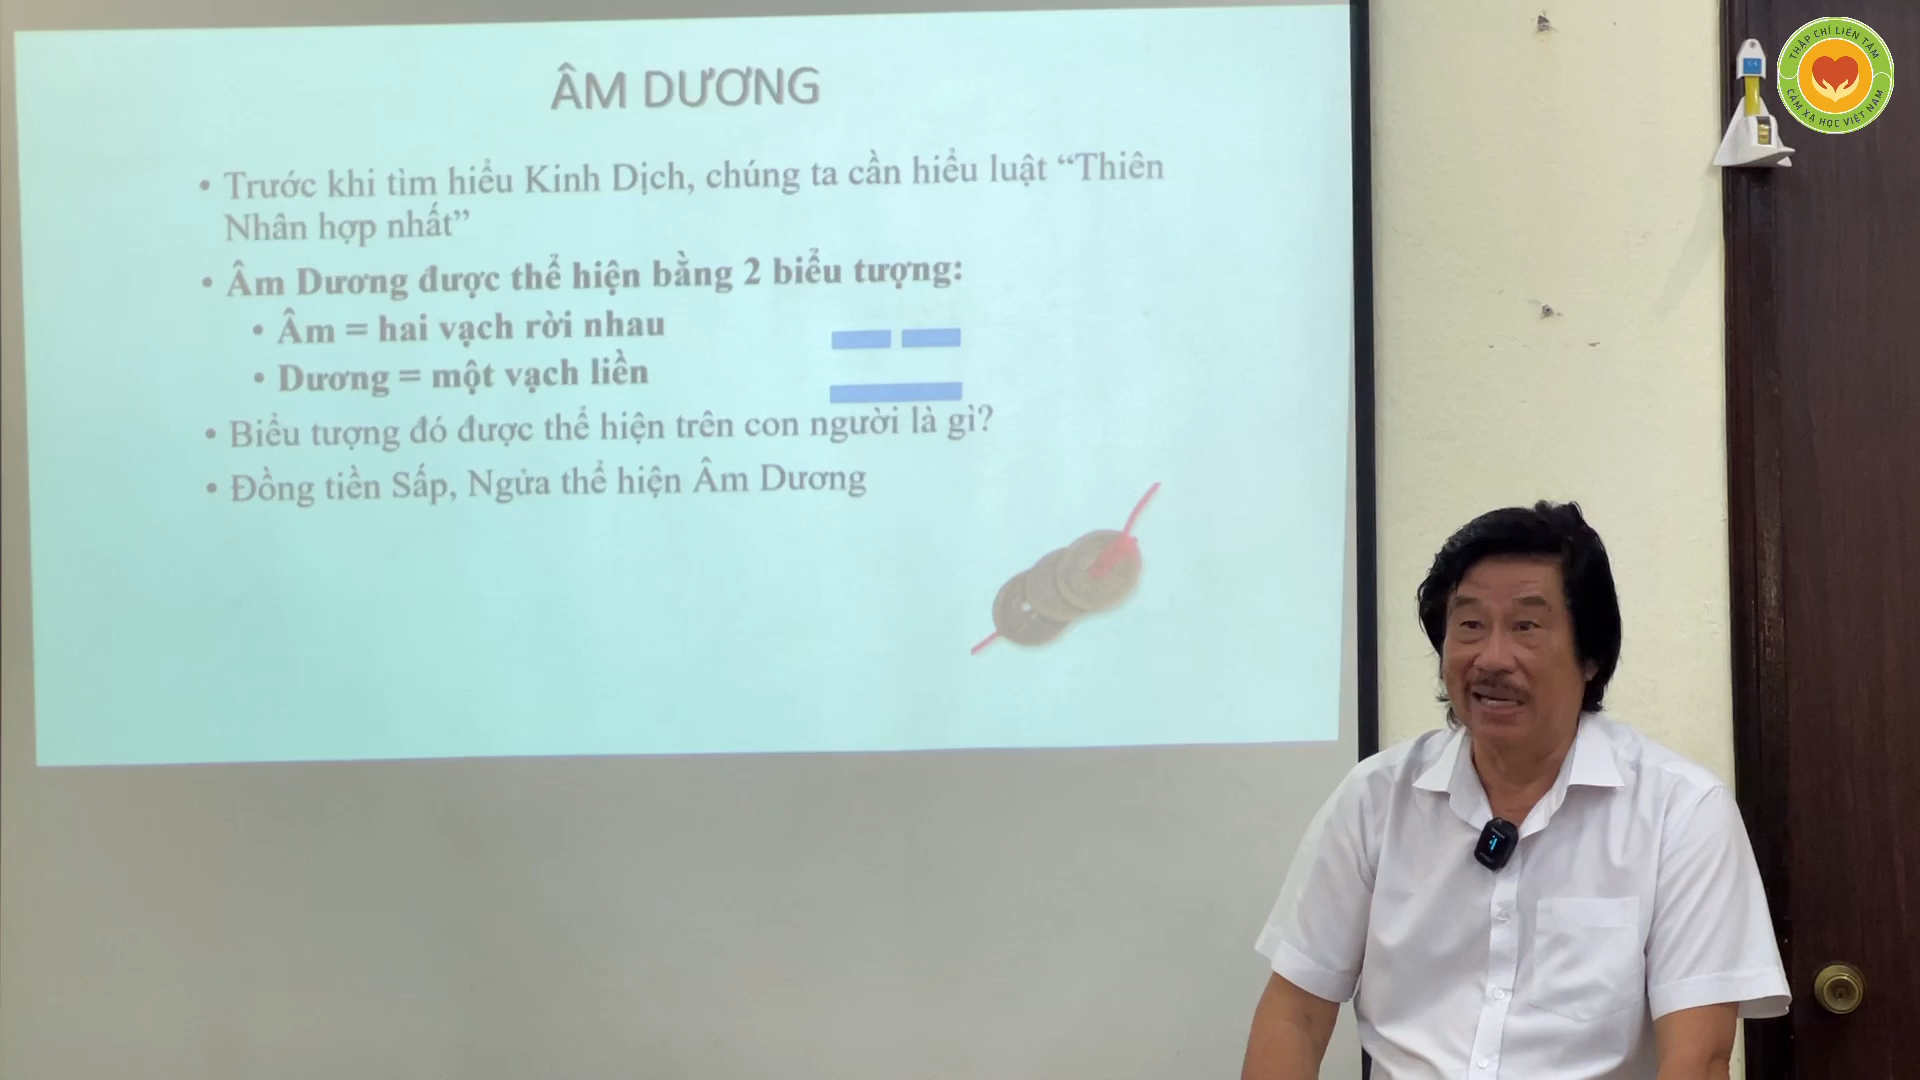 THẬP CHỈ LIÊN TÂM
CẢM XẠ HỌC VIỆT NAM
ÂM DƯƠNG
• Trước khi tìm hiểu Kinh Dịch, chúng ta cần hiểu luật “Thiên
Nhân hợp nhất”
• Âm Dương được thể hiện bằng 2 biểu tượng:
• Âm = hai vạch rời nhau
• Dương = một vạch liền
• Biểu tượng đó được thể hiện trên con người là gì?
• Đồng tiền Sấp, Ngửa thể hiện Âm Dương